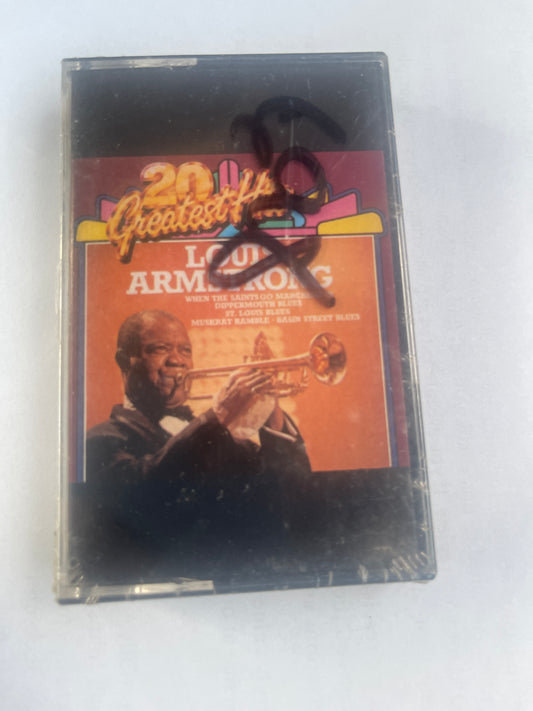 20
Greatest Hits
LOUIS
ARMSTRONG
WHEN THE SAINTS GO MARCHING
DIPPERMOUTH BLUES
ST. LOUIS BLUES
MUSKRAT RAMBLE · BASIN STREET BLUES